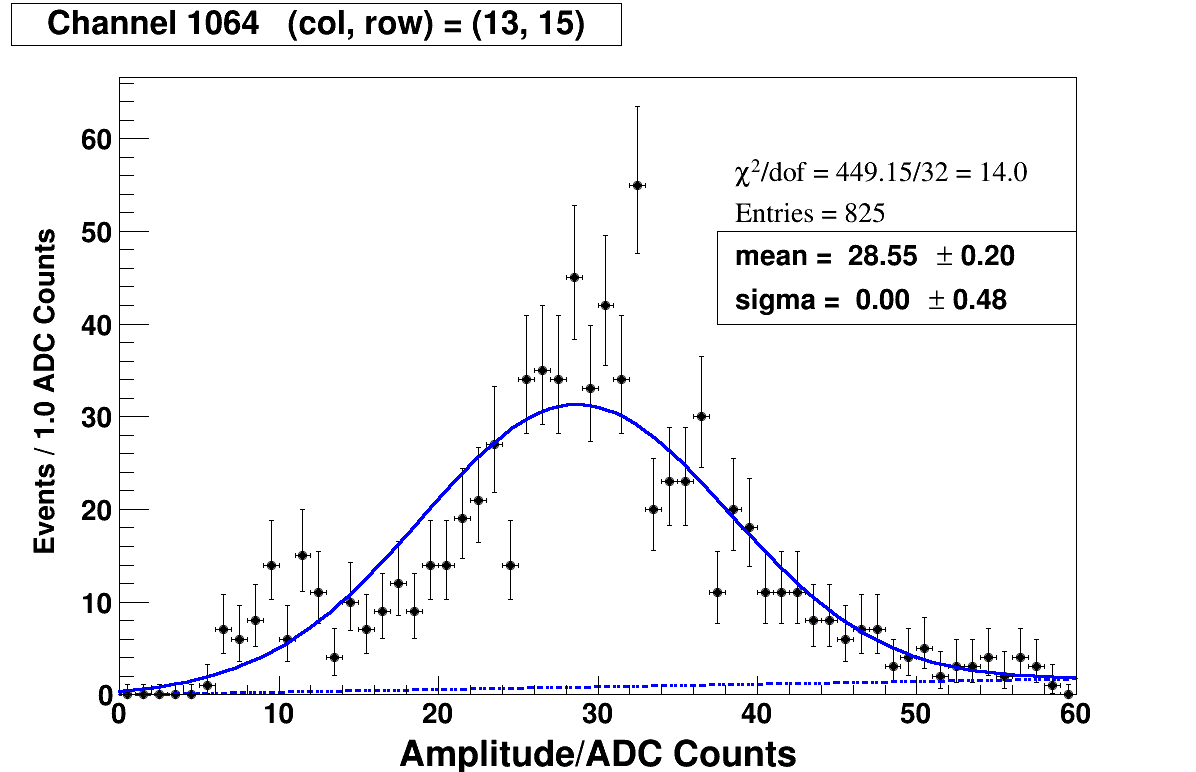 Channel 1064 (col, row) = (13, 15)
χ²/dof = 449.15/32 = 14.0
Entries = 825
mean = 28.55 ± 0.20
sigma = 0.00 ± 0.48
Events / 1.0 ADC Counts
60
50
40
30
20
10
0
0 10 20 30 40 50 60
Amplitude/ADC Counts